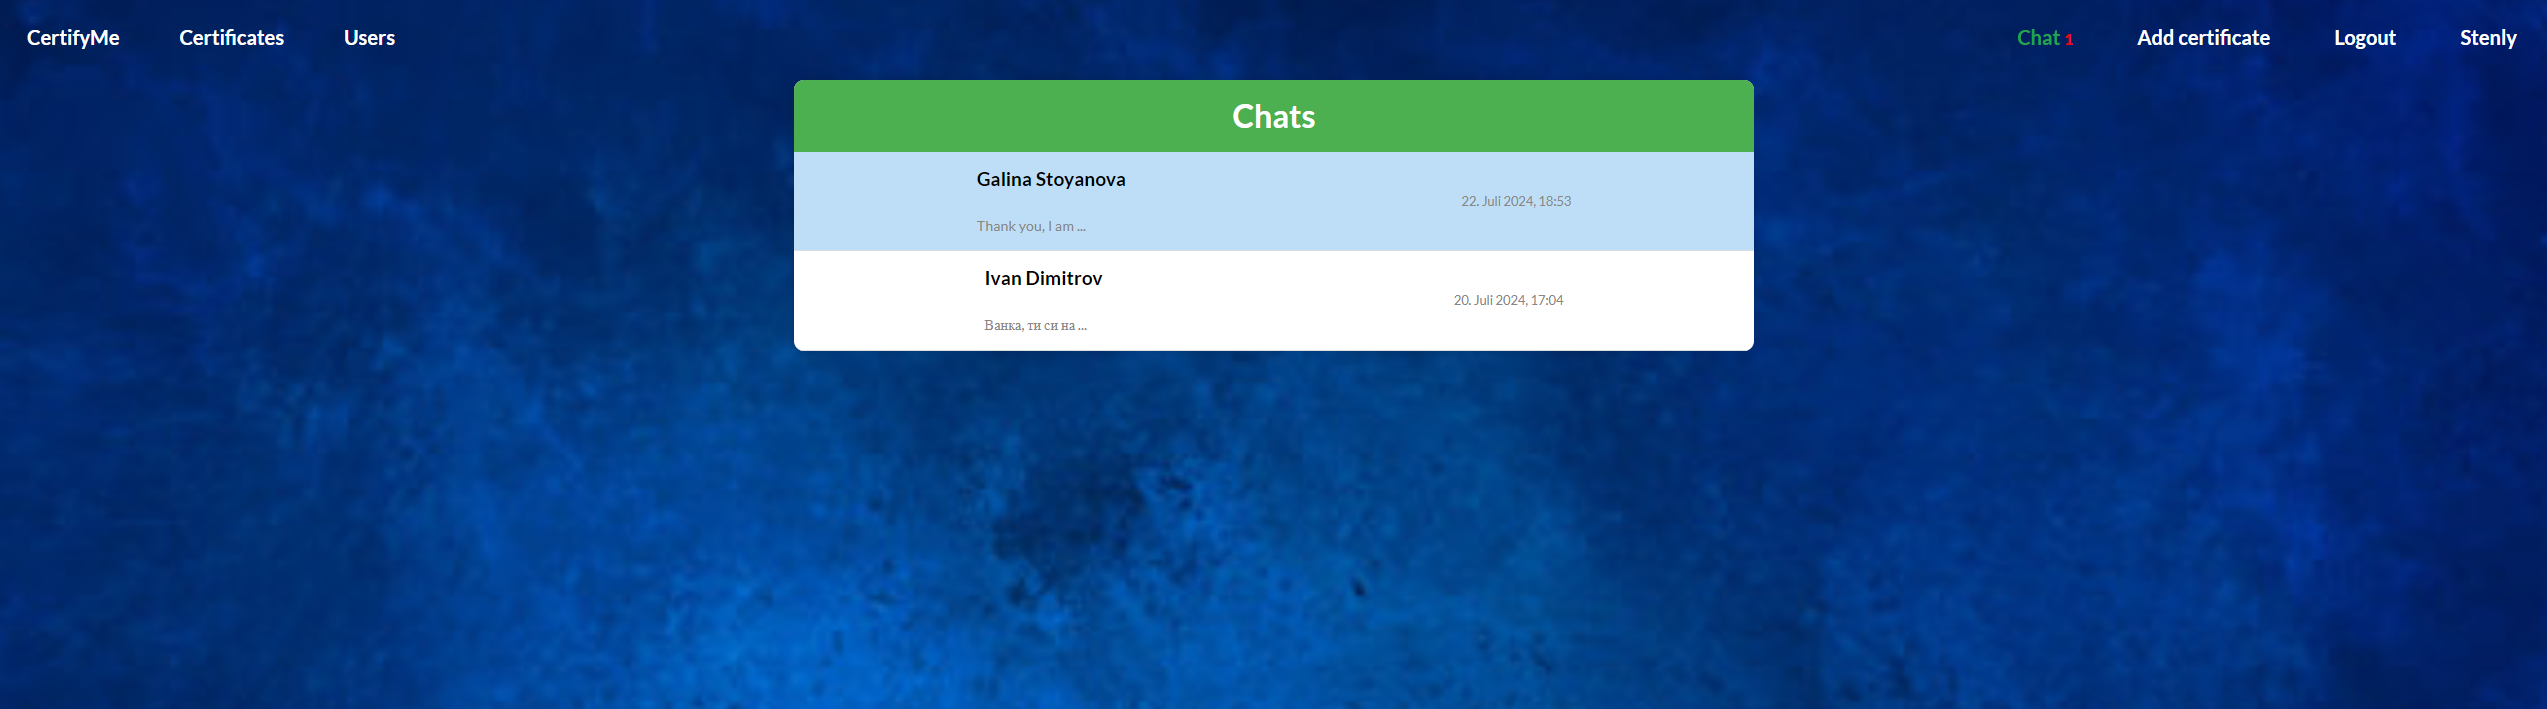 CertifyMe Certificates Users Chat 1 Add certificate Logout Stenly
Chats
Galina Stoyanova
22. Juli 2024, 18:53
Thank you, I am ...
Ivan Dimitrov
20. Juli 2024, 17:04
Ванка, ти си на ...